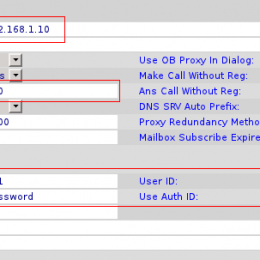 2.168.1.10
Use OB Proxy In Dialog:
s Make Call Without Reg:
0 Ans Call Without Reg:
DNS SRV Auto Prefix:
00 Proxy Redundancy Metho
Mailbox Subscribe Expire
1 User ID:
ssword Use Auth ID: